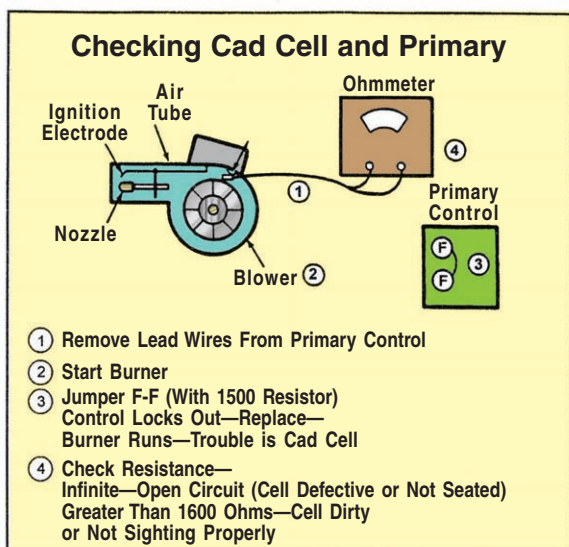 Checking Cad Cell and Primary
Ohmmeter
Air
Tube
Ignition
Electrode
4
1
Primary
Control
F
3
F
Nozzle
Blower 2
1 Remove Lead Wires From Primary Control
2 Start Burner
3 Jumper F-F (With 1500 Resistor)
Control Locks Out—Replace—
Burner Runs—Trouble is Cad Cell
4 Check Resistance—
Infinite—Open Circuit (Cell Defective or Not Seated)
Greater Than 1600 Ohms—Cell Dirty
or Not Sighting Properly